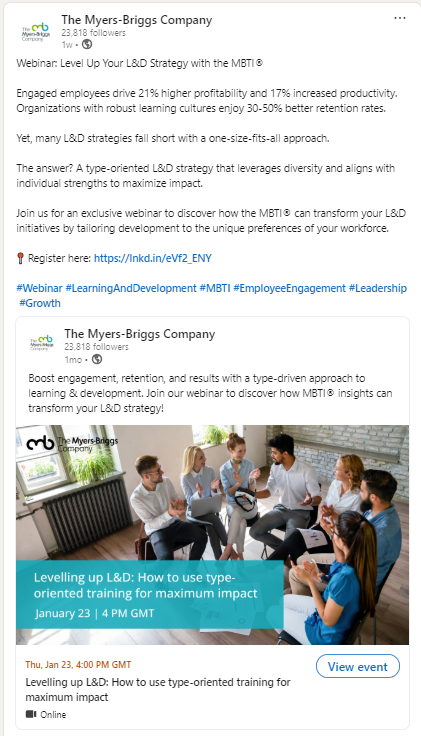 The Myers-Briggs Company
23,818 followers
1w •
Webinar: Level Up Your L&D Strategy with the MBTI®
Engaged employees drive 21% higher profitability and 17% increased productivity.
Organizations with robust learning cultures enjoy 30-50% better retention rates.
Yet, many L&D strategies fall short with a one-size-fits-all approach.
The answer? A type-oriented L&D strategy that leverages diversity and aligns with
individual strengths to maximize impact.
Join us for an exclusive webinar to discover how the MBTI® can transform your L&D
initiatives by tailoring development to the unique preferences of your workforce.
Register here: https://lnkd.in/eVf2_ENY
#Webinar #LearningAndDevelopment #MBTI #EmployeeEngagement #Leadership
#Growth
The Myers-Briggs Company
23,818 followers
1mo •
Boost engagement, retention, and results with a type-driven approach to
learning & development. Join our webinar to discover how MBTI® insights can
transform your L&D strategy!
The Myers-Briggs
Company
Levelling up L&D: How to use type-
oriented training for maximum impact
January 23 | 4 PM GMT
Thu, Jan 23, 4:00 PM GMT
View event
Levelling up L&D: How to use type-oriented training for
maximum impact
Online